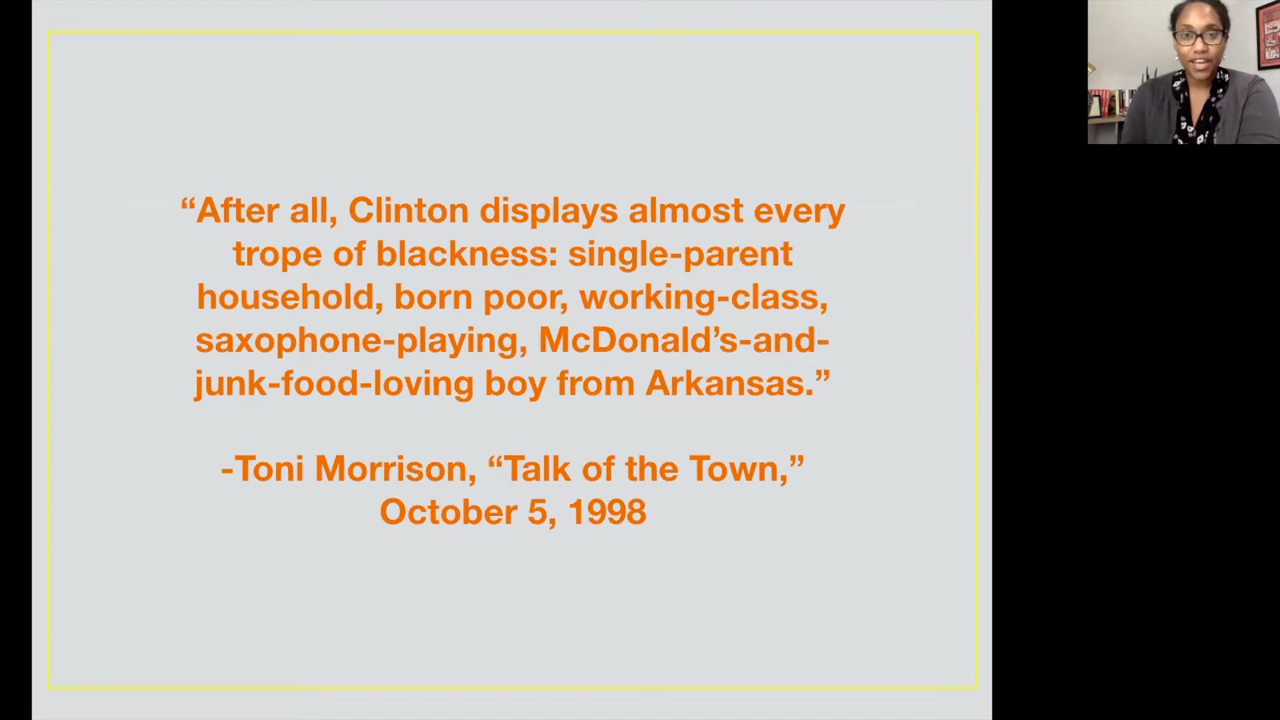 “After all, Clinton displays almost every
trope of blackness: single-parent
household, born poor, working-class,
saxophone-playing, McDonald’s-and-
junk-food-loving boy from Arkansas.”
-Toni Morrison, “Talk of the Town,”
October 5, 1998